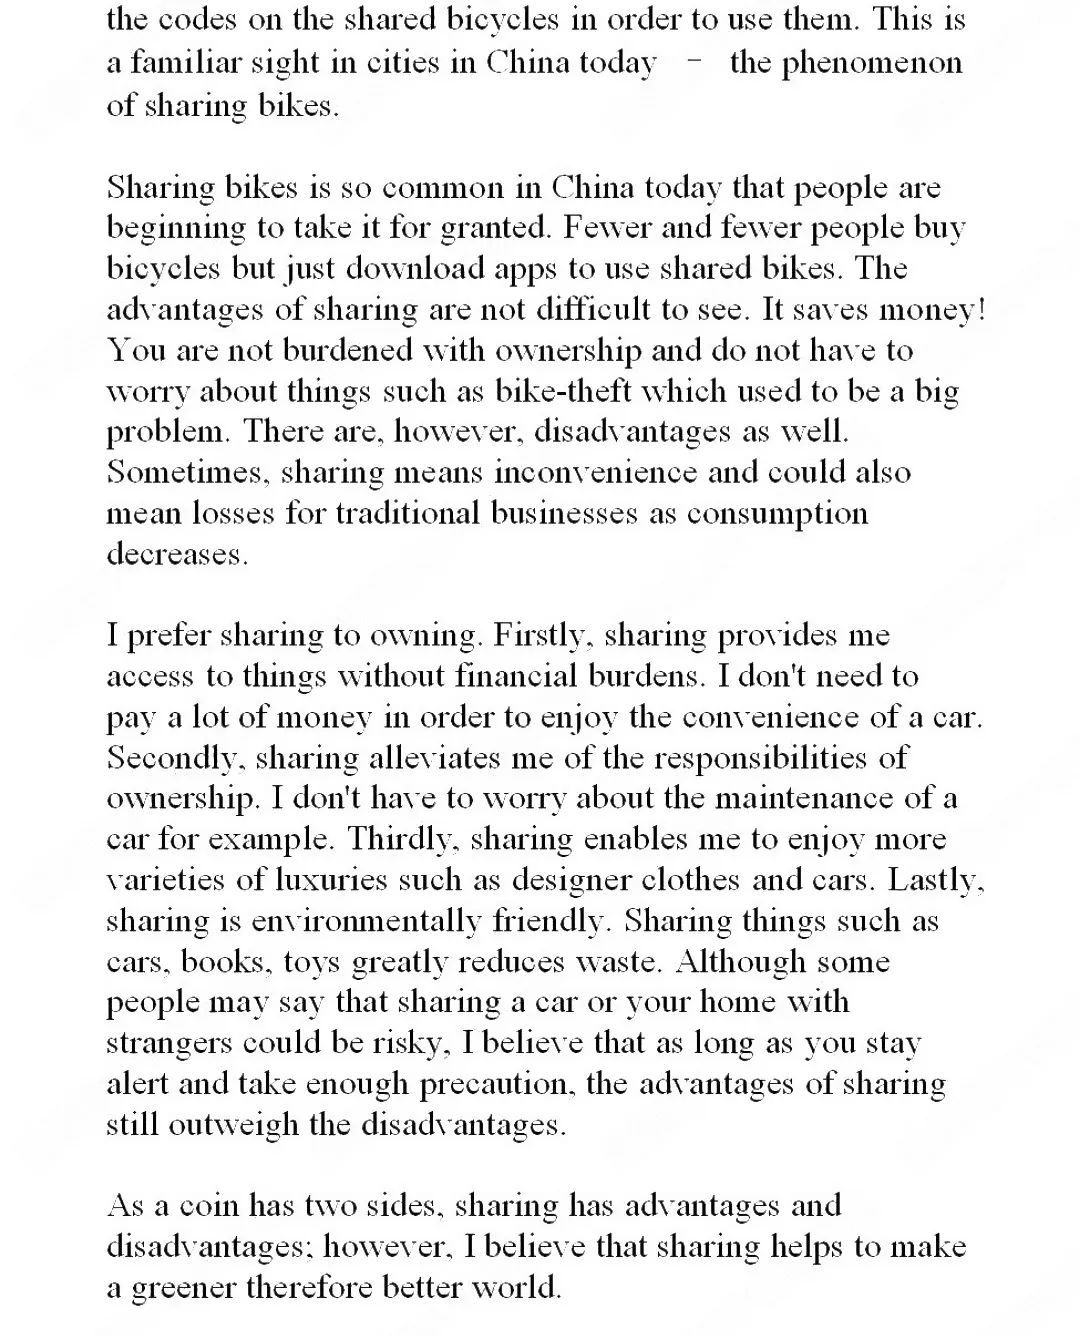 the codes on the shared bicycles in order to use them. This is
a familiar sight in cities in China today - the phenomenon
of sharing bikes.
Sharing bikes is so common in China today that people are
beginning to take it for granted. Fewer and fewer people buy
bicycles but just download apps to use shared bikes. The
advantages of sharing are not difficult to see. It saves money!
You are not burdened with ownership and do not have to
worry about things such as bike-theft which used to be a big
problem. There are, however, disadvantages as well.
Sometimes, sharing means inconvenience and could also
mean losses for traditional businesses as consumption
decreases.
I prefer sharing to owning. Firstly, sharing provides me
access to things without financial burdens. I don't need to
pay a lot of money in order to enjoy the convenience of a car.
Secondly, sharing alleviates me of the responsibilities of
ownership. I don't have to worry about the maintenance of a
car for example. Thirdly, sharing enables me to enjoy more
varieties of luxuries such as designer clothes and cars. Lastly,
sharing is environmentally friendly. Sharing things such as
cars, books, toys greatly reduces waste. Although some
people may say that sharing a car or your home with
strangers could be risky, I believe that as long as you stay
alert and take enough precaution, the advantages of sharing
still outweigh the disadvantages.
As a coin has two sides, sharing has advantages and
disadvantages; however, I believe that sharing helps to make
a greener therefore better world.